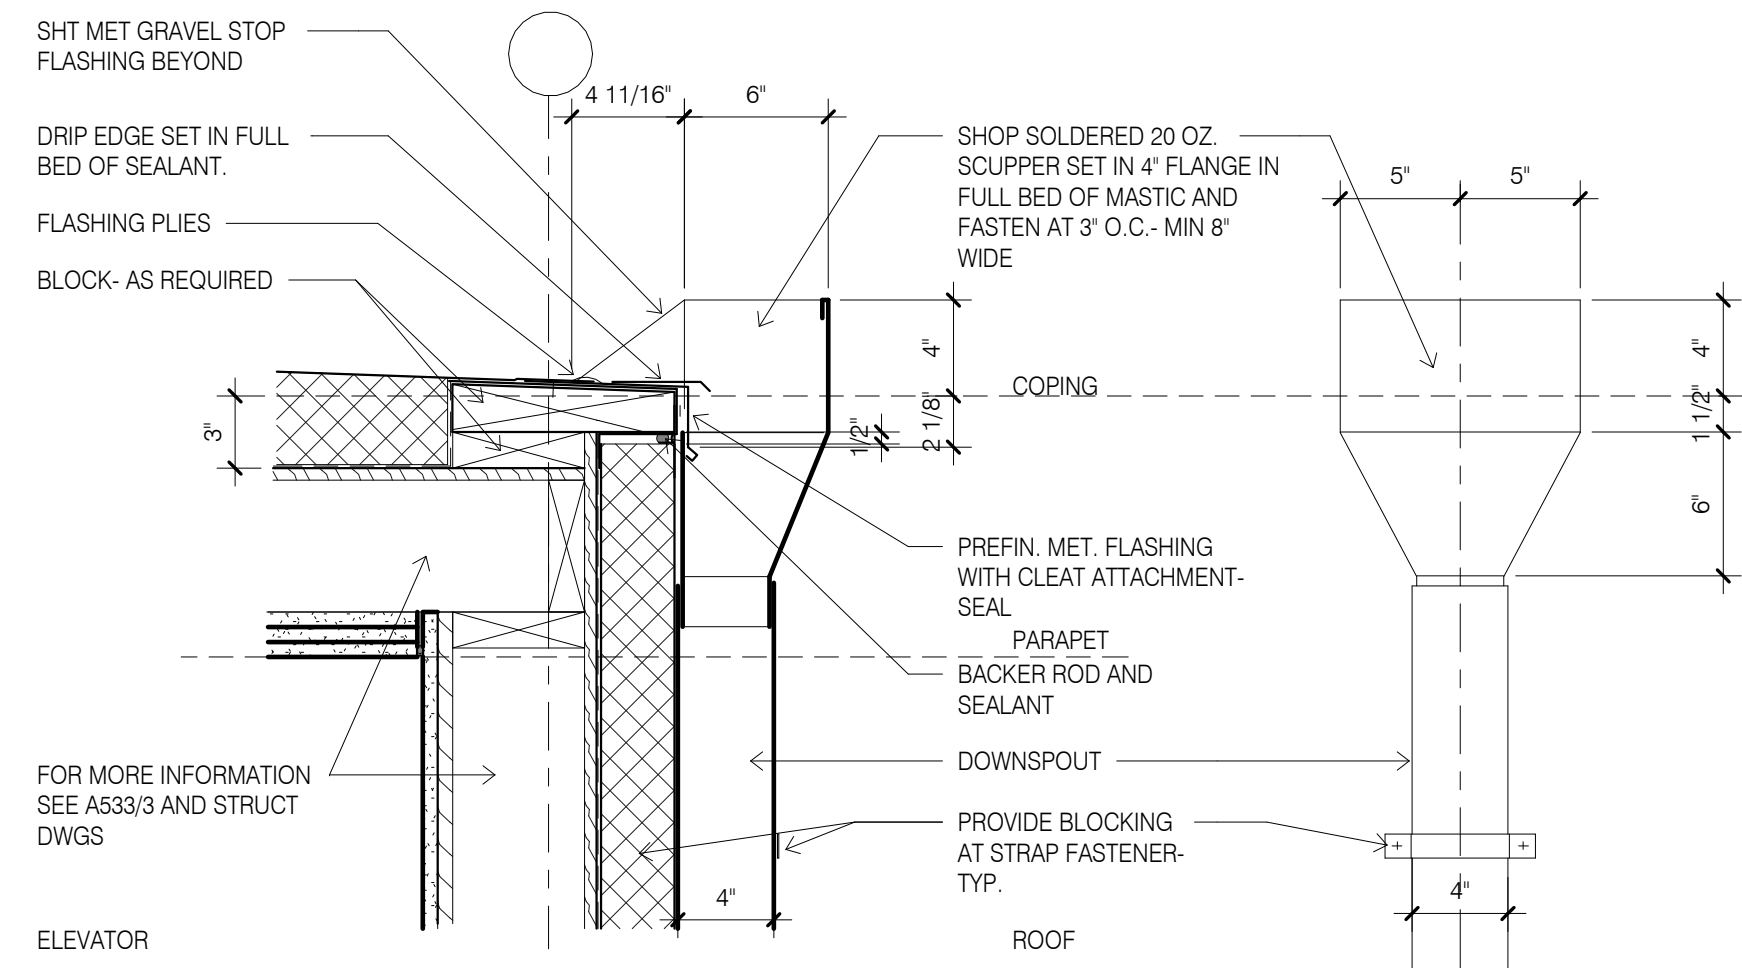 SHT MET GRAVEL STOP
FLASHING BEYOND
DRIP EDGE SET IN FULL
BED OF SEALANT.
FLASHING PLIES
BLOCK- AS REQUIRED
FOR MORE INFORMATION
SEE A533/3 AND STRUCT
DWGS
ELEVATOR
4 11/16"
6"
3"
4"
2 1/8"
1/2"
4"
SHOP SOLDERED 20 OZ.
SCUPPER SET IN 4" FLANGE IN
FULL BED OF MASTIC AND
FASTEN AT 3" O.C.- MIN 8"
WIDE
COPING
PREFIN. MET. FLASHING
WITH CLEAT ATTACHMENT-
SEAL
PARAPET
BACKER ROD AND
SEALANT
DOWNSPOUT
PROVIDE BLOCKING
AT STRAP FASTENER-
TYP.
ROOF
5"
5"
4"
1 1/2"
6"
4"